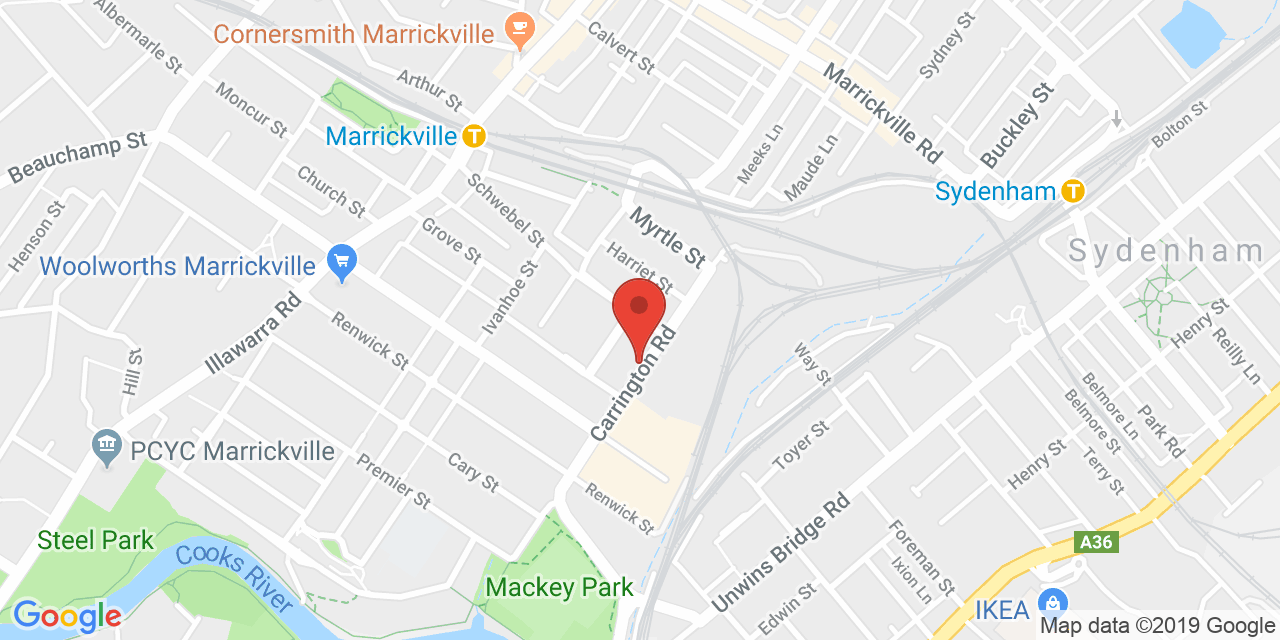 Albermarle St
Cornersmith Marrickville
Calvert St
Sydney St
Marrickville Rd
Arthur St
Moncur St
Buckley St
Bolton St
Marrickville T
Beauchamp St
Meeks Ln
Maude Ln
Church St
Schwebel St
Sydenham T
Henson St
Grove St
Myrtle St
Harriet St
Sydenham
Woolworths Marrickville
Ivanhoe St
Illawarra Rd
Renwick St
Henry St
Reilly Ln
Hill St
Carrington Rd
Way St
Belmore Ln
Belmore St
Park Rd
PCYC Marrickville
Toyer St
Cary St
Premier St
Henry St
Terry St
Renwick St
Unwins Bridge Rd
Steel Park
Cooks River
A36
Foreman St
Ixion Ln
Mackey Park
Edwin St
IKEA
Google
Map data ©2019 Google